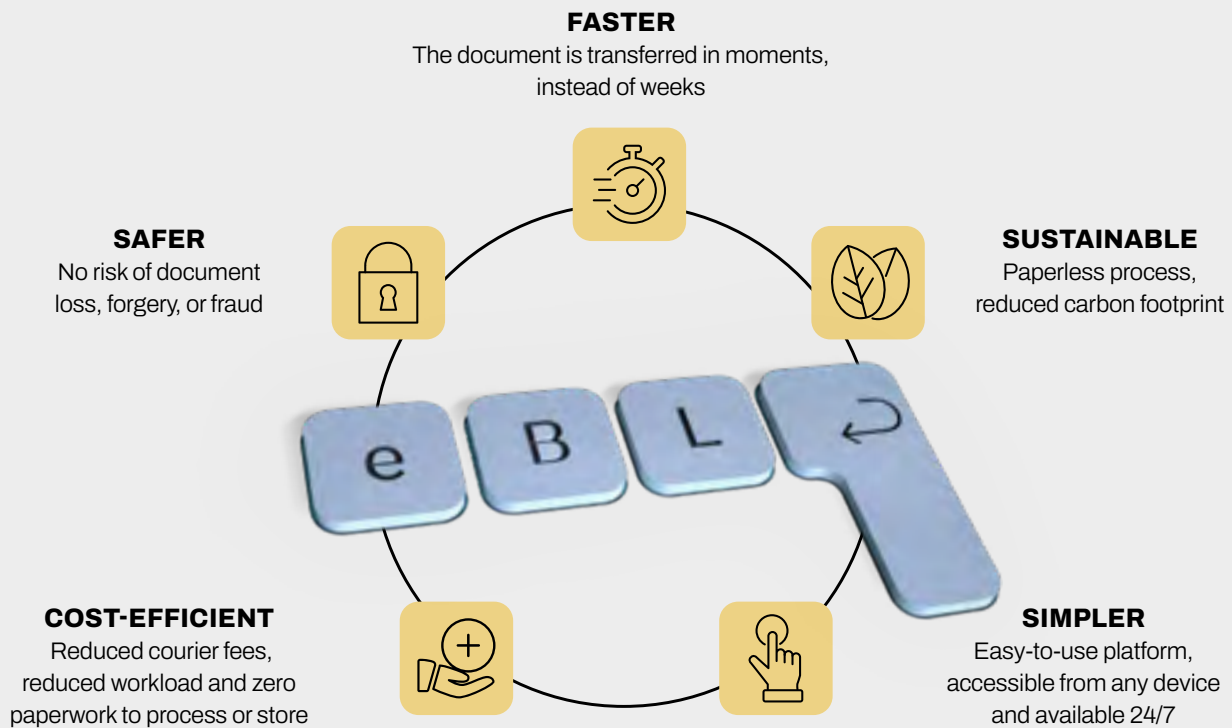 FASTER
The document is transferred in moments,
instead of weeks
SAFER
No risk of document
loss, forgery, or fraud
SUSTAINABLE
Paperless process,
reduced carbon footprint
e B L
COST-EFFICIENT
Reduced courier fees,
reduced workload and zero
paperwork to process or store
SIMPLER
Easy-to-use platform,
accessible from any device
and available 24/7